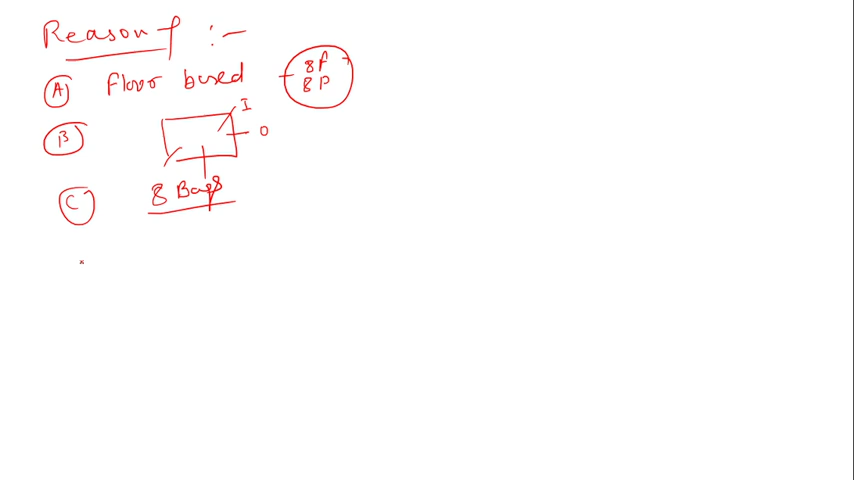 Reason f :-
A Floor based 8F
8P
B I
O
8 Bags
C